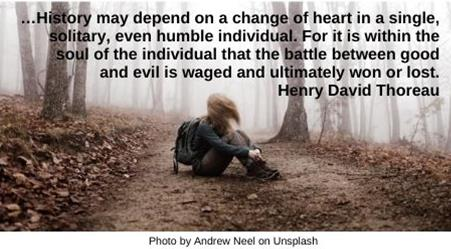 ...History may depend on a change of heart in a single,
solitary, even humble individual. For it is within the
soul of the individual that the battle between good
and evil is waged and ultimately won or lost.
Henry David Thoreau
Photo by Andrew Neel on Unsplash